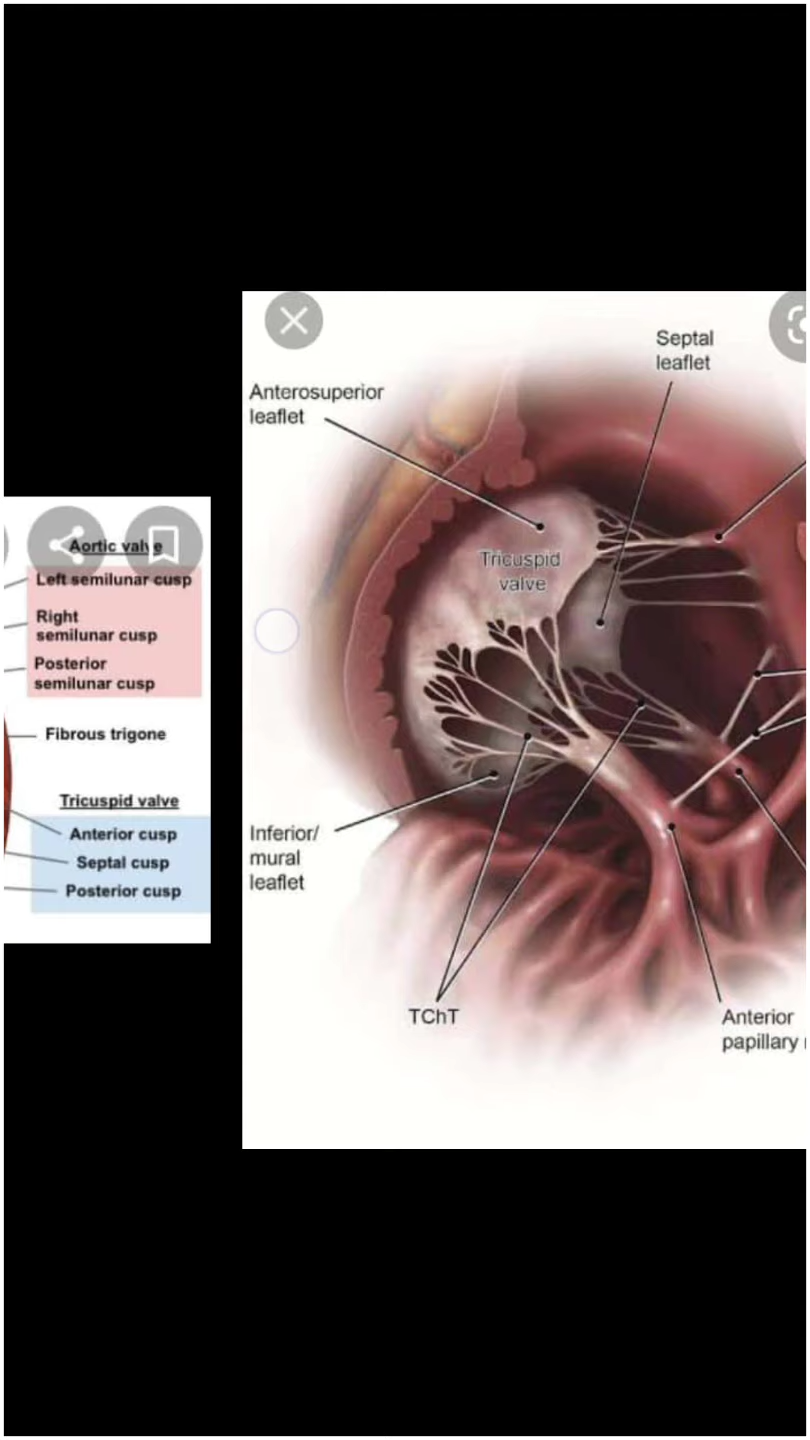 Aortic valve
Left semilunar cusp
Right
semilunar cusp
Posterior
semilunar cusp
Fibrous trigone
Tricuspid valve
Anterior cusp
Septal cusp
Posterior cusp
Septal
leaflet
Anterosuperior
leaflet
Tricuspid
valve
Inferior/
mural
leaflet
TChT
Anterior
papillary